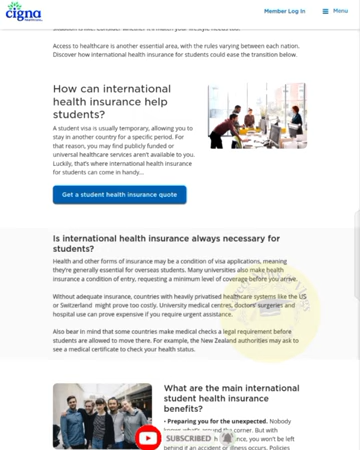 cigna
Member Log In
Menu
Access to healthcare is another essential area, with the rules varying between each nation.
Discover how international health insurance for students could ease the transition below.
How can international
health insurance help
students?
A student visa is usually temporary, allowing you to
stay in another country for a specific period. For
that reason, you may find publicly funded or
universal healthcare services aren't available to you.
Luckily, that's where international health insurance
for students can come in handy...
Get a student health insurance quote
Is international health insurance always necessary for
students?
Health and other forms of insurance may be a condition of visa applications, meaning
they're generally essential for overseas students. Many universities also make health
insurance a condition of entry, requesting a minimum level of coverage before you arrive.
Without adequate insurance, countries with heavily privatised healthcare systems like the US
or Switzerland might prove too costly. University medical centres, doctors' surgeries and
hospital use can prove expensive if you require urgent assistance.
Also bear in mind that some countries make medical checks a legal requirement before
students are allowed to move there. For example, the New Zealand authorities may ask to
see a medical certificate to check your health status.
What are the main international
student health insurance
benefits?
• Preparing you for the unexpected. Nobody
corner. But with
you won't be left
behind if an accident or illness occurs. Policies
SUBSCRIBED